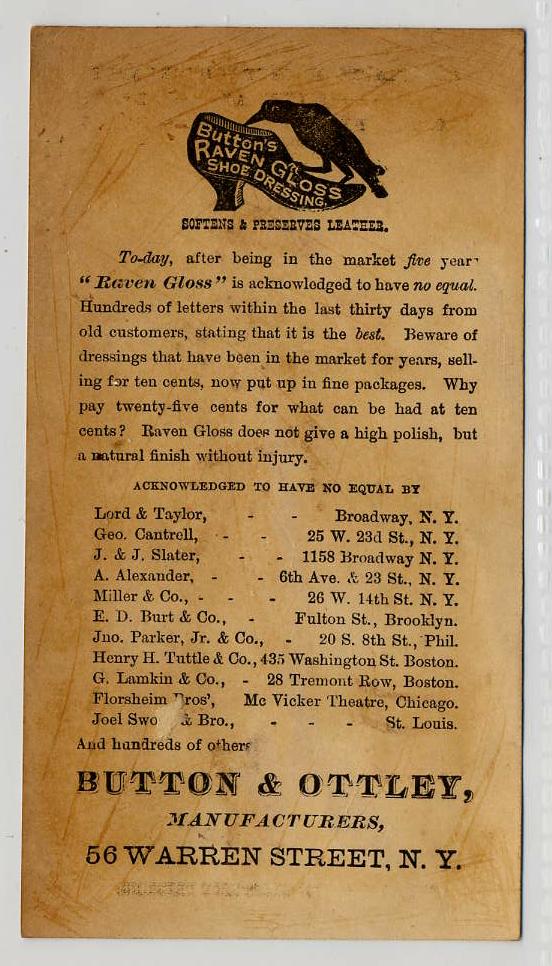 Button's
RAVEN GLOSS
SHOE DRESSING.
SOFTENS & PRESERVES LEATHER.
To-day, after being in the market five year
"Raven Gloss" is acknowledged to have no equal.
Hundreds of letters within the last thirty days from
old customers, stating that it is the best. Beware of
dressings that have been in the market for years, sell-
ing for ten cents, now put up in fine packages. Why
pay twenty-five cents for what can be had at ten
cents? Raven Gloss does not give a high polish, but
a natural finish without injury.
ACKNOWLEDGED TO HAVE NO EQUAL BY
Lord & Taylor, - - Broadway, N. Y.
Geo. Cantrell, - - 25 W. 23d St., N. Y.
J. & J. Slater, - - 1158 Broadway N. Y.
A. Alexander, - - 6th Ave. & 23 St., N. Y.
Miller & Co., - - - 26 W. 14th St. N. Y.
E. D. Burt & Co., - Fulton St., Brooklyn.
Jno. Parker, Jr. & Co., - 20 S. 8th St., Phil.
Henry H. Tuttle & Co., 435 Washington St. Boston.
G. Lamkin & Co., - 28 Tremont Row, Boston.
Florsheim Bros', Mc Vicker Theatre, Chicago.
Joel Swo & Bro., - - - St. Louis.
And hundreds of others
BUTTON & OTTLEY,
MANUFACTURERS,
56 WARREN STREET, N. Y.